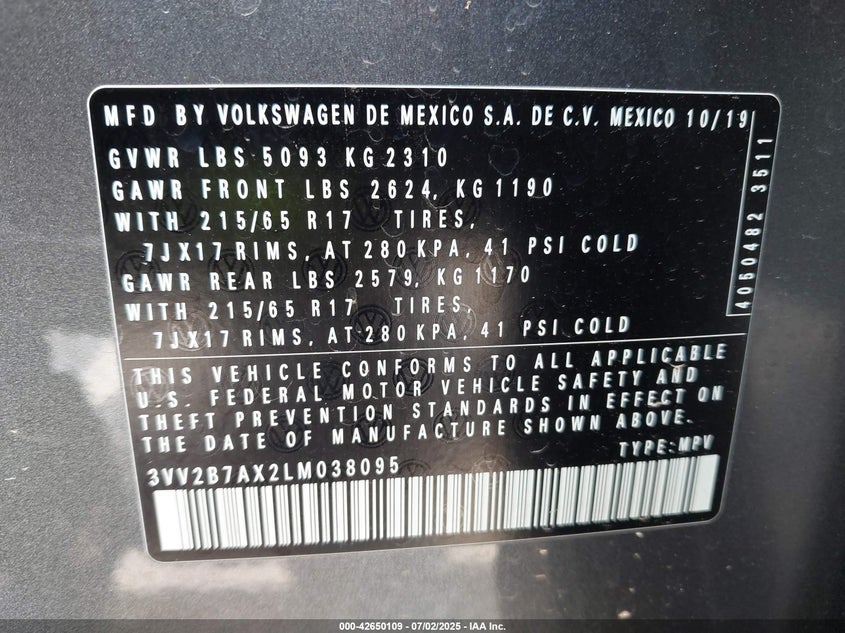 MFD BY VOLKSWAGEN DE MEXICO S.A. DE C.V. MEXICO 10/19
GVWR LBS 5093 KG 2310
GAWR FRONT LBS 2624, KG 1190
WITH 215/65 R17 TIRES,
7JX17 RIMS, AT 280 KPA, 41 PSI COLD
GAWR REAR LBS 2579, KG 1170
WITH 215/65 R17 TIRES,
7JX17 RIMS, AT 280 KPA, 41 PSI COLD
4050482 3511
THIS VEHICLE CONFORMS TO ALL APPLICABLE
U.S. FEDERAL MOTOR VEHICLE SAFETY AND
THEFT PREVENTION STANDARDS IN EFFECT ON
THE DATE OF MANUFACTURE SHOWN ABOVE.
TYPE: MPV
3VV2B7AX2LM038095
000-42650109 - 07/02/2025 - IAA Inc.